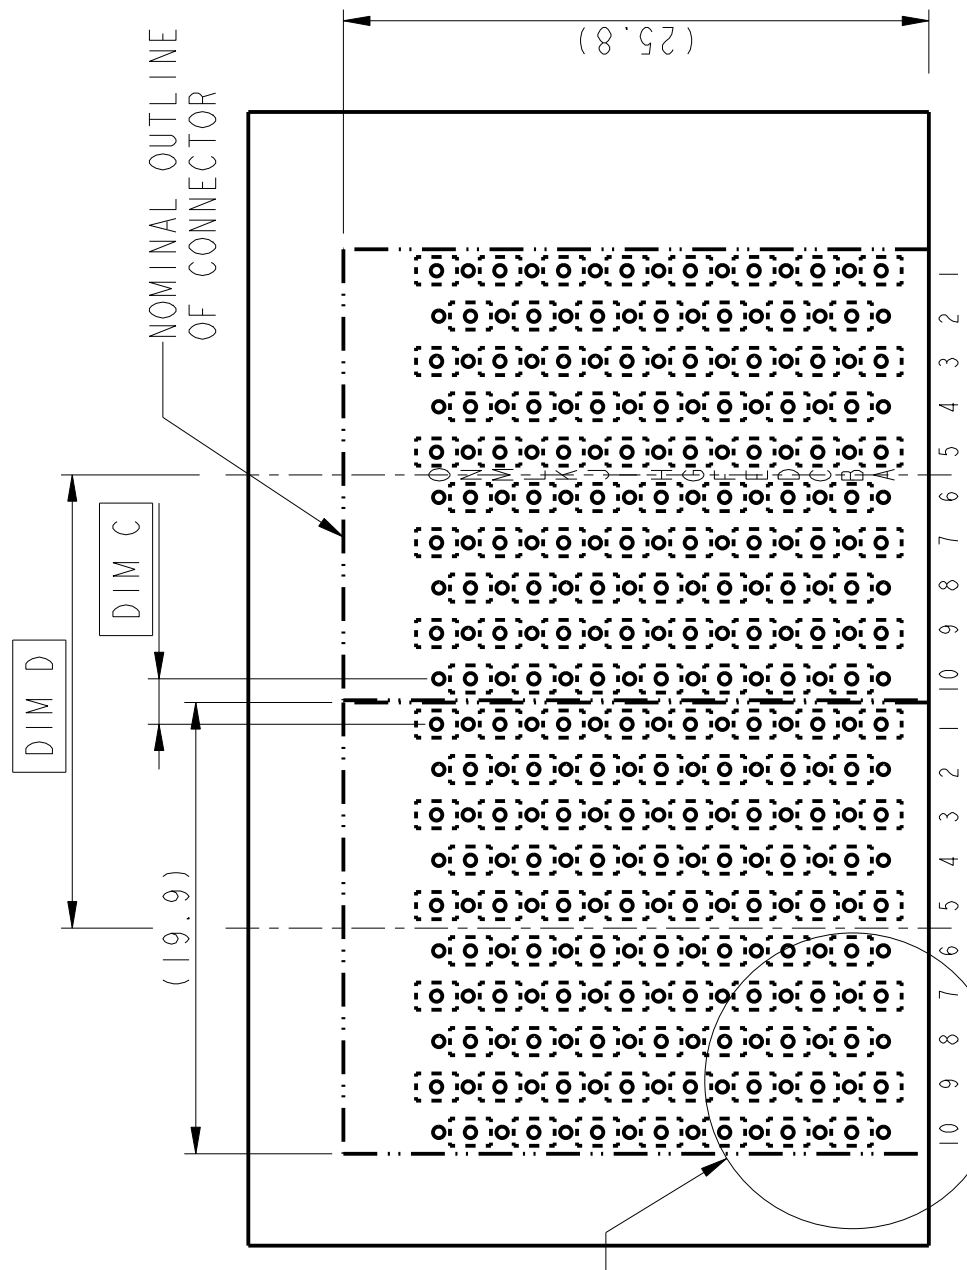 NOMINAL OUTLINE
OF CONNECTOR
(25.8)
DIM C
DIM D
(19.9)
O N M L K J H G F E D C B A
1 2 3 4 5 6 7 8 9 10
1 2 3 4 5 6 7 8 9 10